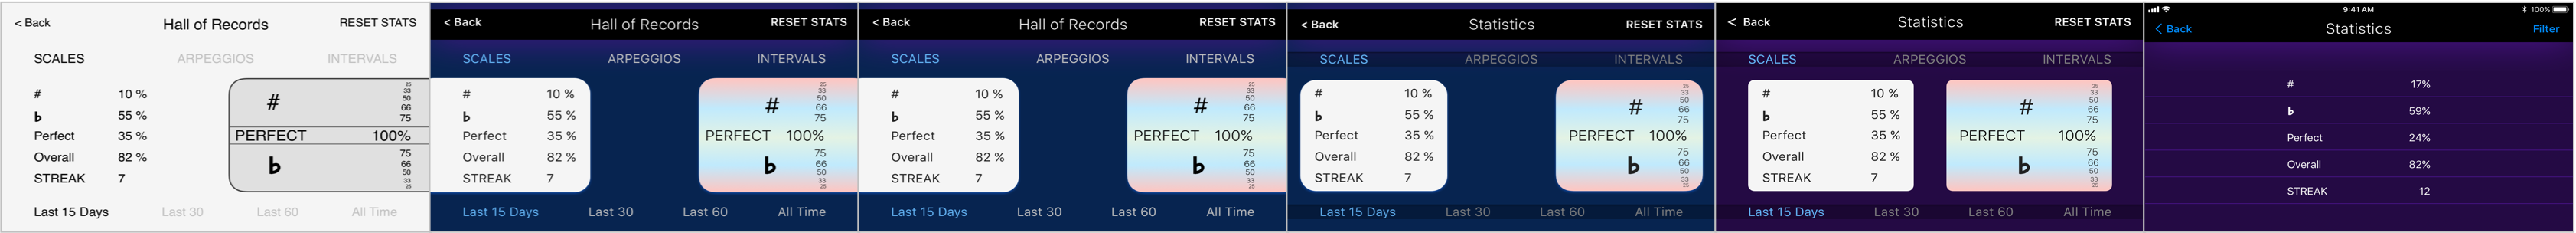 < Back Hall of Records RESET STATS
SCALES ARPEGGIOS INTERVALS
# 10 %
♭ 55 %
Perfect 35 %
Overall 82 %
STREAK 7
25
33
50
66
75
#
PERFECT 100%
♭
75
66
50
33
25
Last 15 Days Last 30 Last 60 All Time
< Back Hall of Records RESET STATS
SCALES ARPEGGIOS INTERVALS
# 10 %
♭ 55 %
Perfect 35 %
Overall 82 %
STREAK 7
25
33
50
66
75
#
PERFECT 100%
♭
75
66
50
33
25
Last 15 Days Last 30 Last 60 All Time
< Back Hall of Records RESET STATS
SCALES ARPEGGIOS INTERVALS
# 10 %
♭ 55 %
Perfect 35 %
Overall 82 %
STREAK 7
25
33
50
66
75
#
PERFECT 100%
♭
75
66
50
33
25
Last 15 Days Last 30 Last 60 All Time
< Back Statistics RESET STATS
SCALES ARPEGGIOS INTERVALS
# 10 %
♭ 55 %
Perfect 35 %
Overall 82 %
STREAK 7
25
33
50
66
75
#
PERFECT 100%
♭
75
66
50
33
25
Last 15 Days Last 30 Last 60 All Time
< Back Statistics RESET STATS
SCALES ARPEGGIOS INTERVALS
# 10 %
♭ 55 %
Perfect 35 %
Overall 82 %
STREAK 7
25
33
50
66
75
#
PERFECT 100%
♭
75
66
50
33
25
Last 15 Days Last 30 Last 60 All Time
9:41 AM 100%
< Back Statistics Filter
# 17%
♭ 59%
Perfect 24%
Overall 82%
STREAK 12